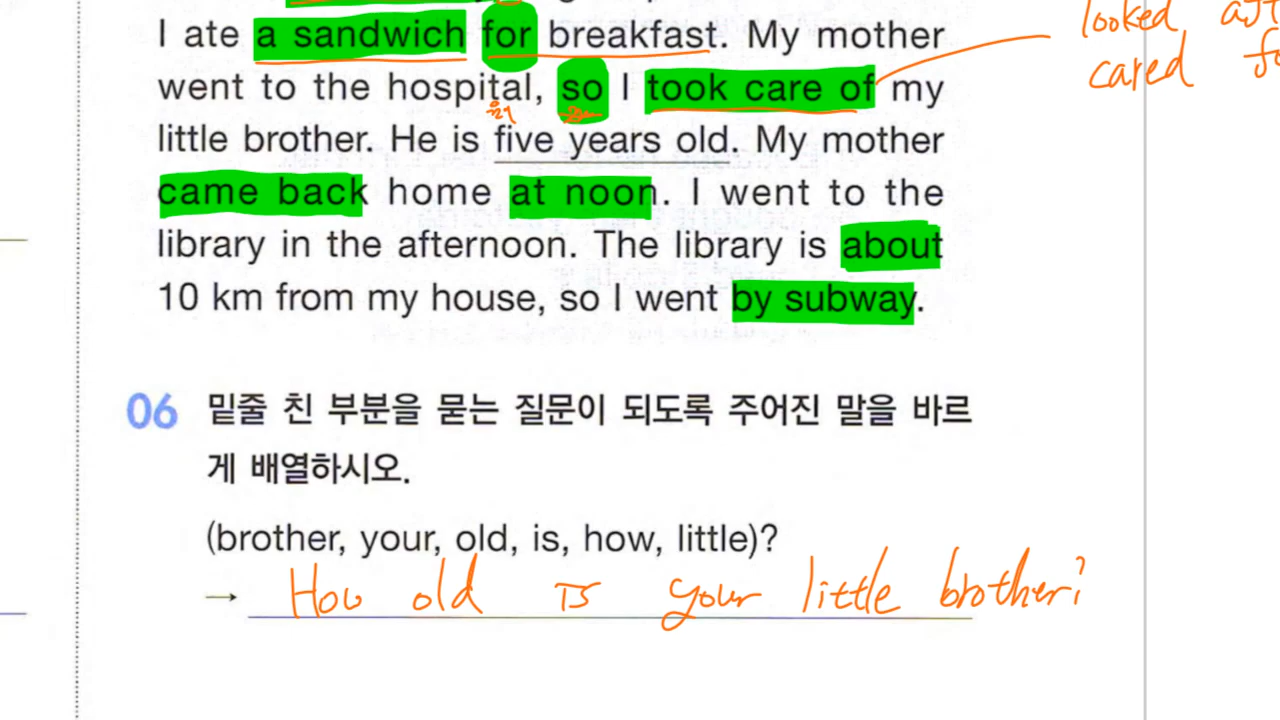 I ate a sandwich for breakfast. My mother
looked
went to the hospital, so I took care of my
cared
little brother. He is five years old. My mother
came back home at noon. I went to the
library in the afternoon. The library is about
10 km from my house, so I went by subway.
06 밑줄 친 부분을 묻는 질문이 되도록 주어진 말을 바르
게 배열하시오.
(brother, your, old, is, how, little)?
→ How old is your little brother?